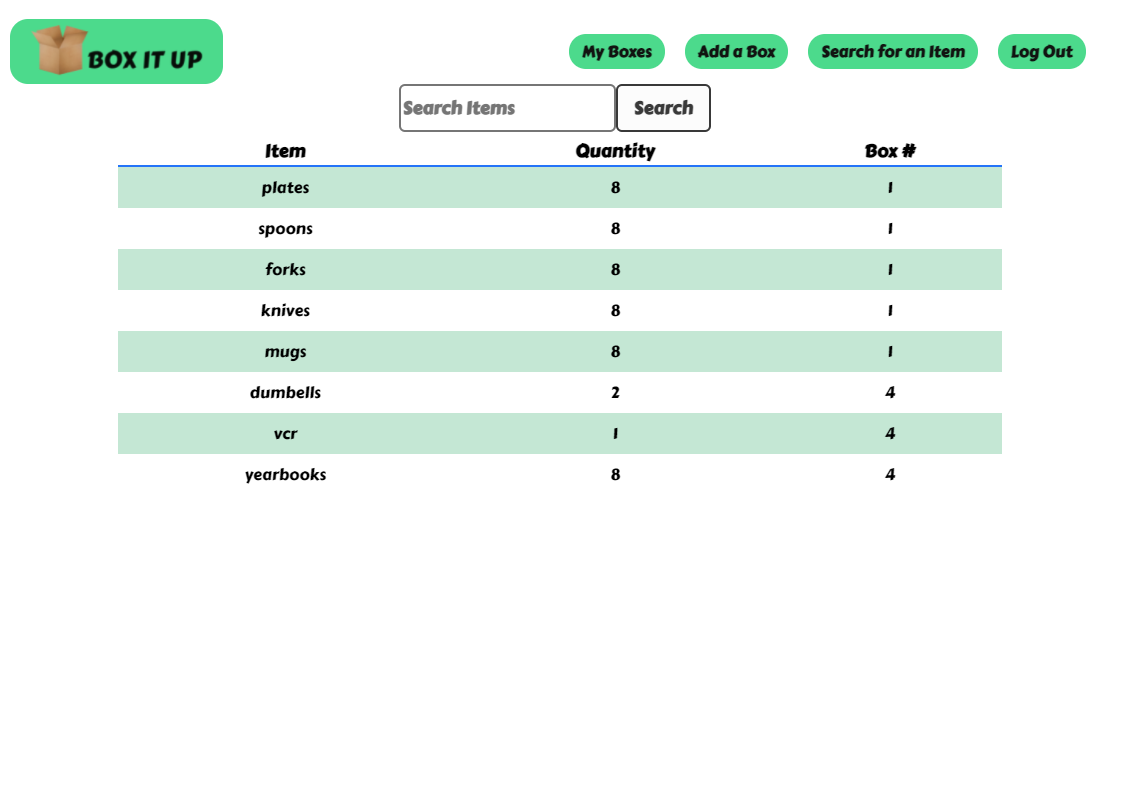 BOX IT UP
My Boxes Add a Box Search for an Item Log Out
Search Items Search
Item Quantity Box #
plates 8 1
spoons 8 1
forks 8 1
knives 8 1
mugs 8 1
dumbells 2 4
vcr 1 4
yearbooks 8 4